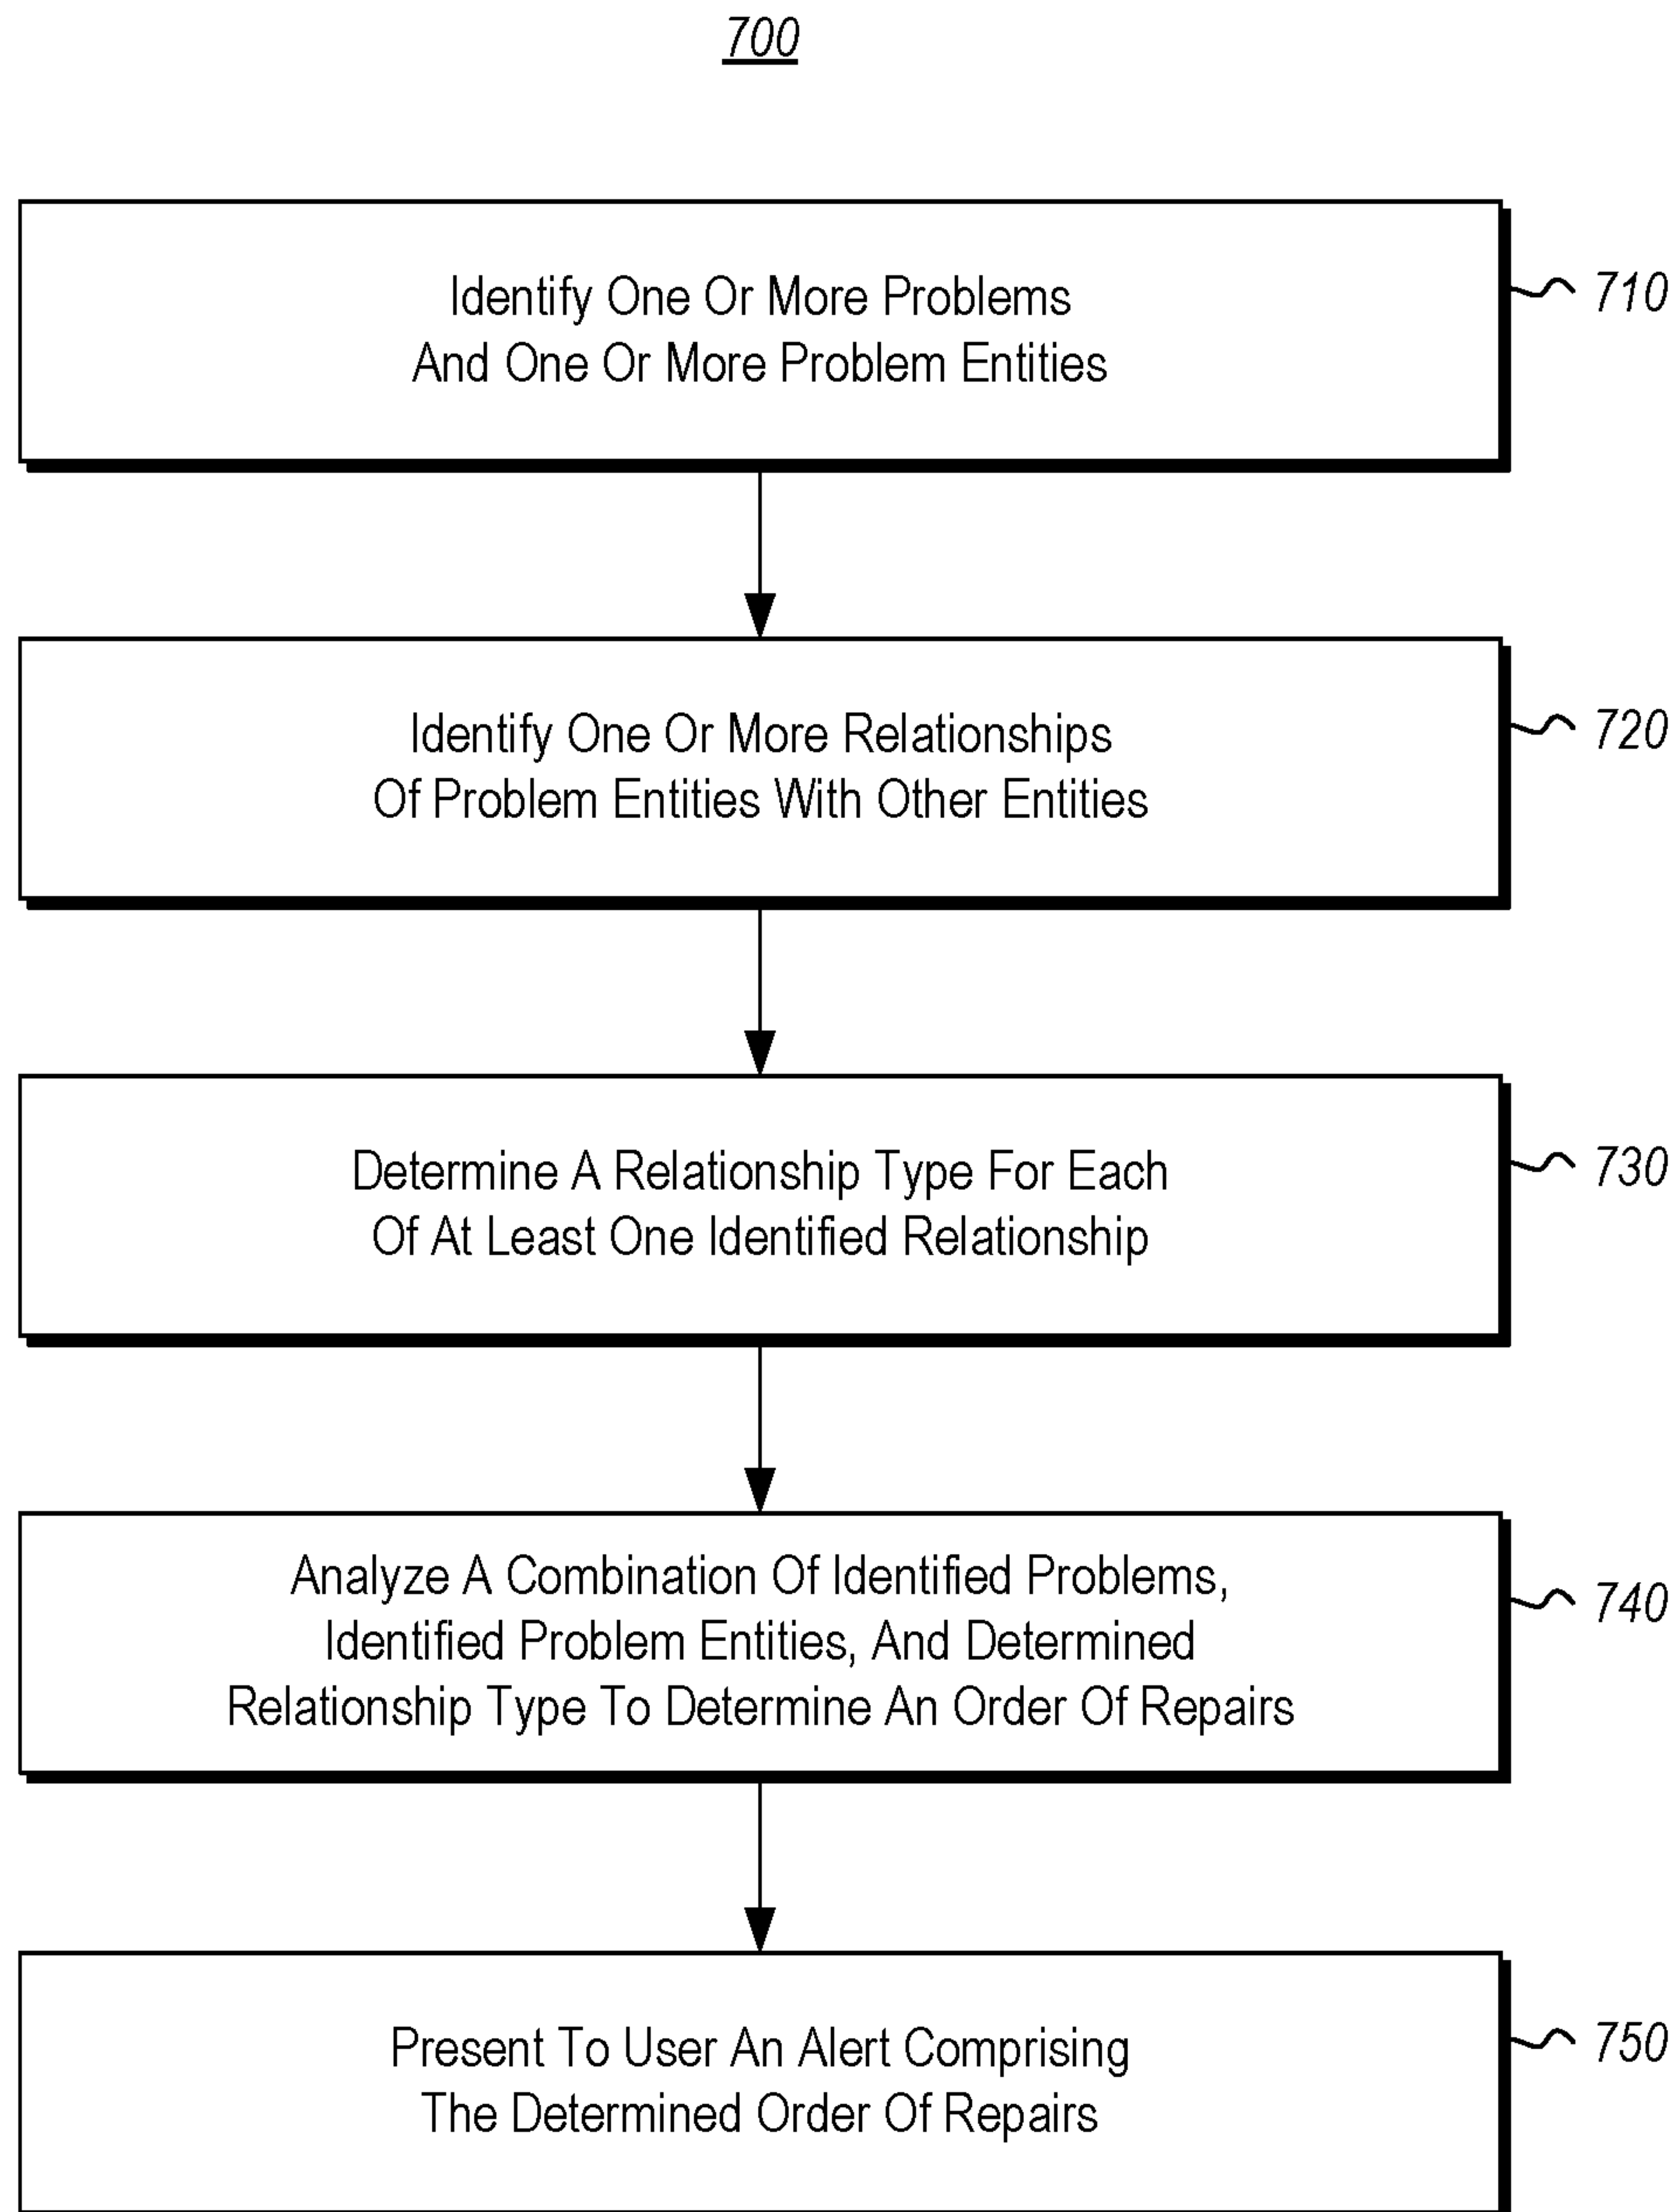 700
Identify One Or More Problems
And One Or More Problem Entities
710
Identify One Or More Relationships
Of Problem Entities With Other Entities
720
Determine A Relationship Type For Each
Of At Least One Identified Relationship
730
Analyze A Combination Of Identified Problems,
Identified Problem Entities, And Determined
Relationship Type To Determine An Order Of Repairs
740
Present To User An Alert Comprising
The Determined Order Of Repairs
750